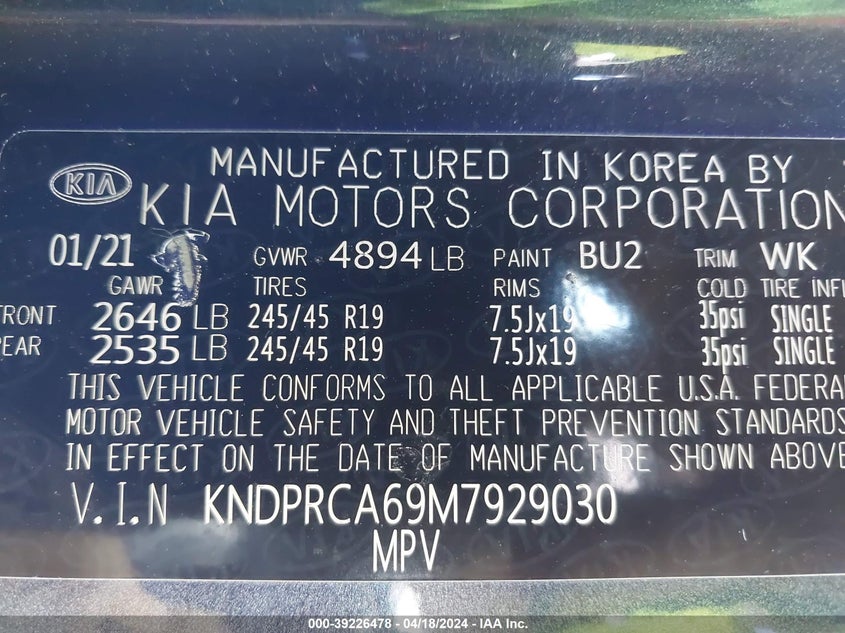 MANUFACTURED IN KOREA BY
KIA KIA MOTORS CORPORATION
01/21 GVWR 4894 LB PAINT BU2 TRIM WK
GAWR TIRES RIMS COLD TIRE INFL
FRONT 2646 LB 245/45 R19 7.5Jx19 35psi SINGLE
REAR 2535 LB 245/45 R19 7.5Jx19 35psi SINGLE
THIS VEHICLE CONFORMS TO ALL APPLICABLE U.S.A. FEDERAL
MOTOR VEHICLE SAFETY AND THEFT PREVENTION STANDARDS
IN EFFECT ON THE DATE OF MANUFACTURE SHOWN ABOVE
V.I.N KNDPRCA69M7929030
MPV
000-39226478 - 04/18/2024 - IAA Inc.